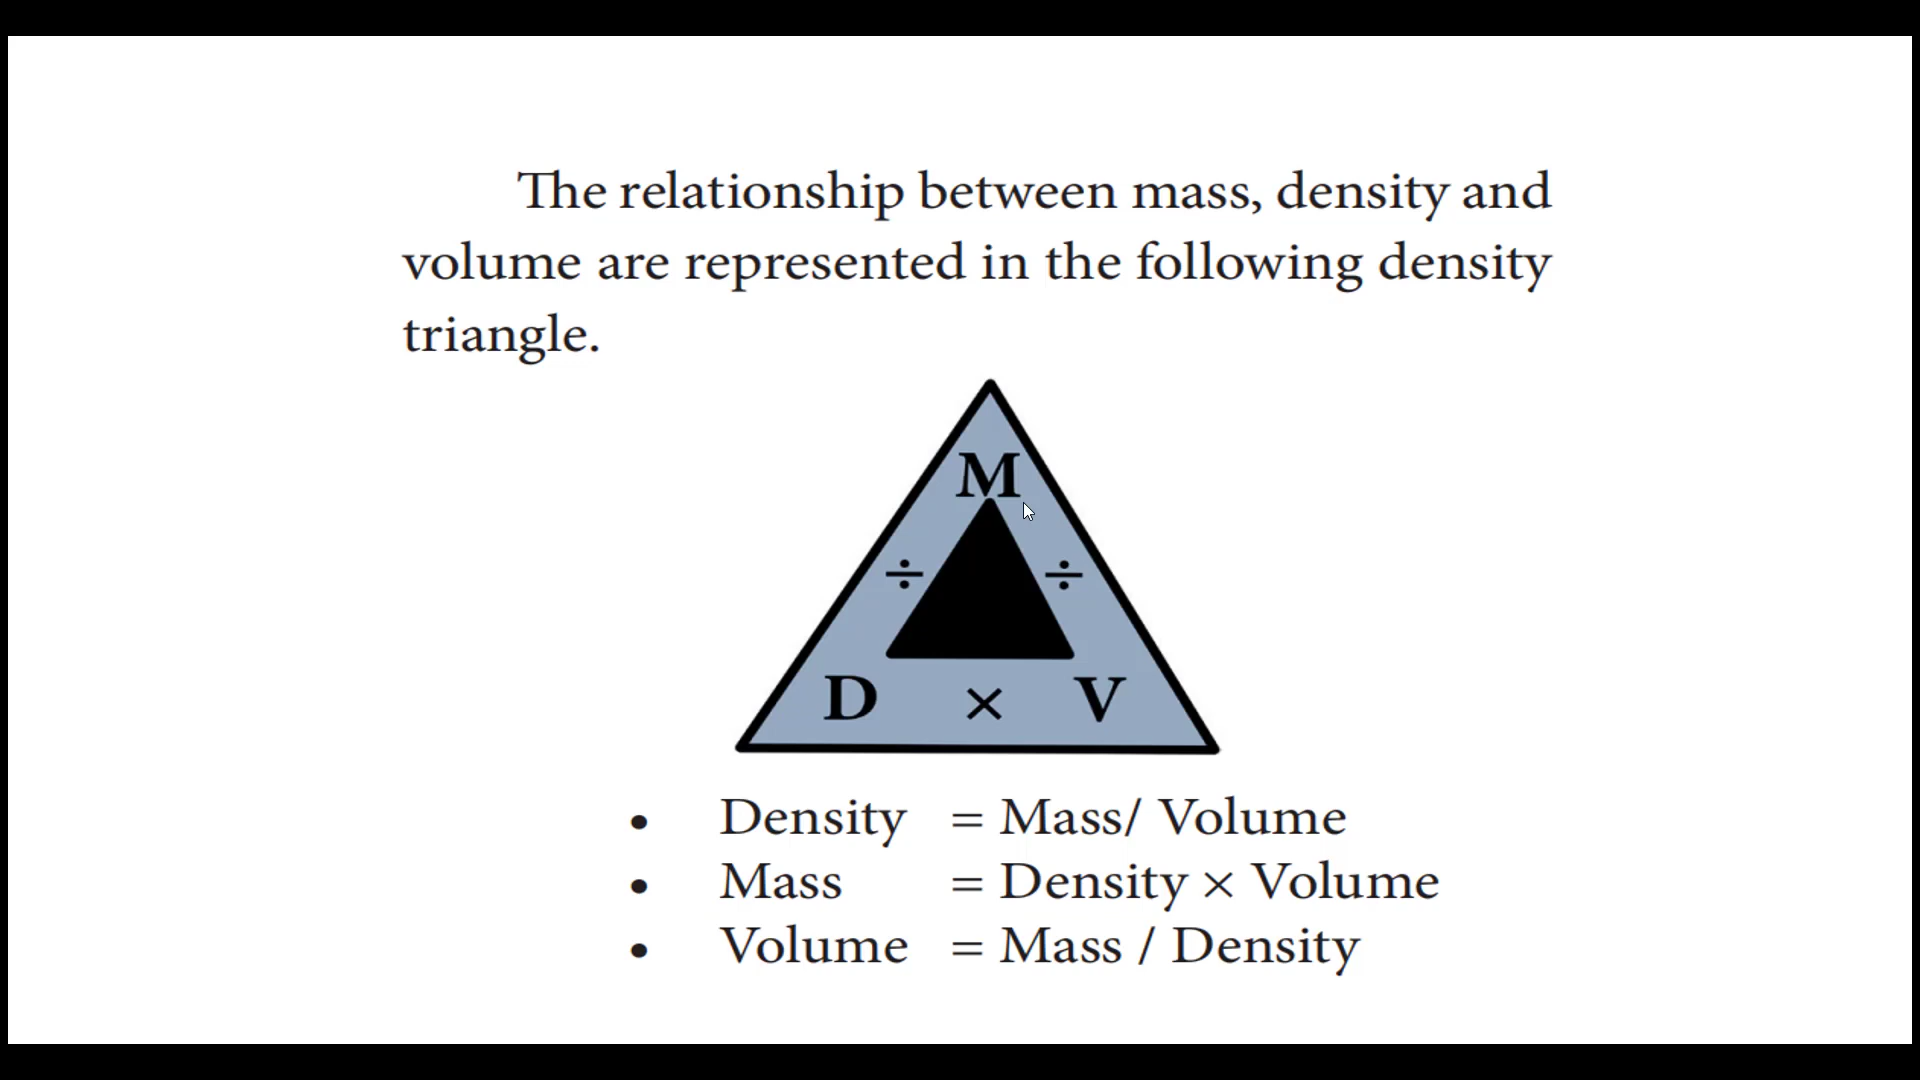 The relationship between mass, density and
volume are represented in the following density
triangle.
M
÷ ÷
D × V
• Density = Mass/ Volume
• Mass = Density × Volume
• Volume = Mass / Density